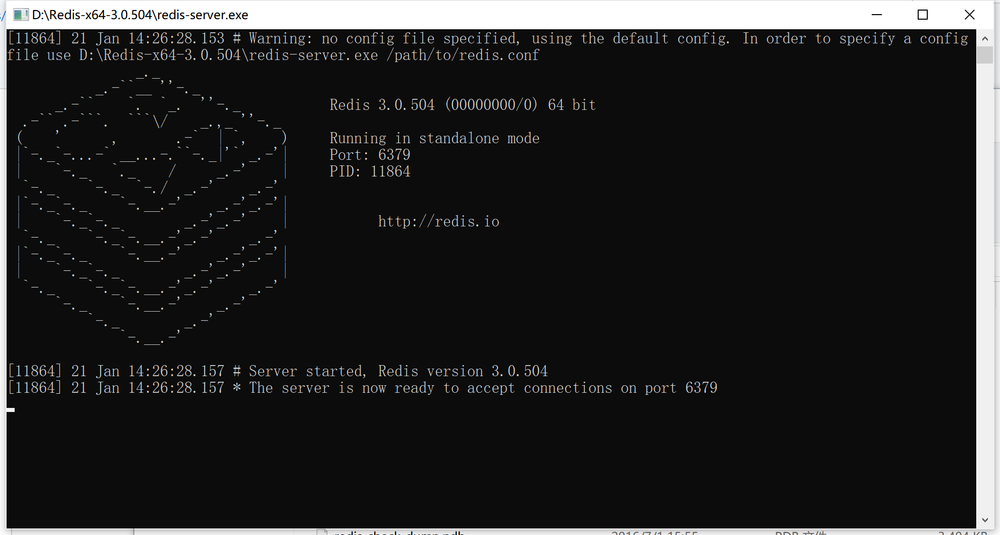 D:\Redis-x64-3.0.504\redis-server.exe
[11864] 21 Jan 14:26:28.153 # Warning: no config file specified, using the default config. In order to specify a config
file use D:\Redis-x64-3.0.504\redis-server.exe /path/to/redis.conf
Redis 3.0.504 (00000000/0) 64 bit
Running in standalone mode
Port: 6379
PID: 11864
http://redis.io
[11864] 21 Jan 14:26:28.157 # Server started, Redis version 3.0.504
[11864] 21 Jan 14:26:28.157 * The server is now ready to accept connections on port 6379